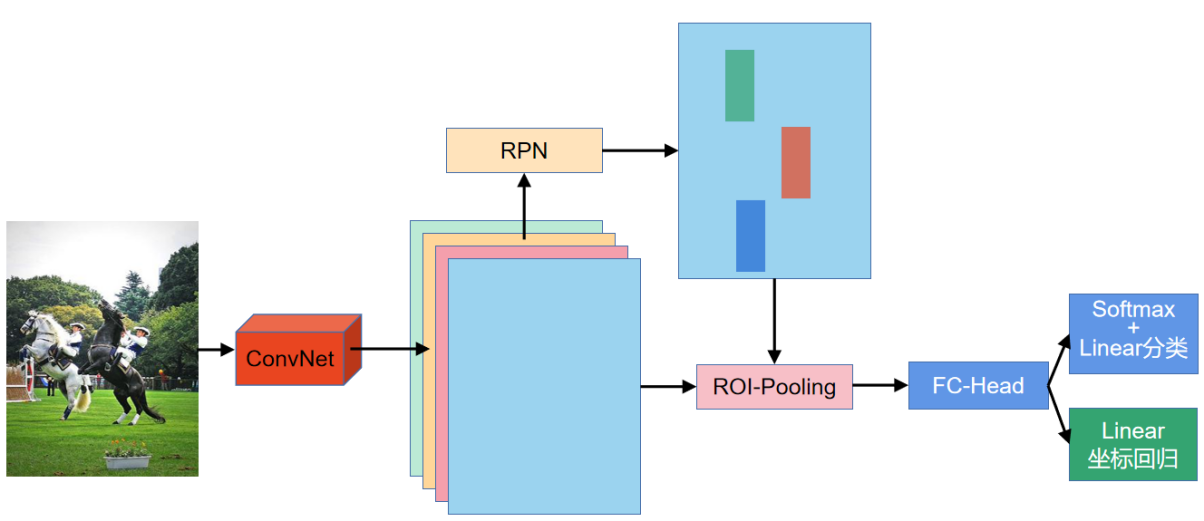 RPN
ConvNet
ROI-Pooling
FC-Head
Softmax
+
Linear分类
Linear
坐标回归